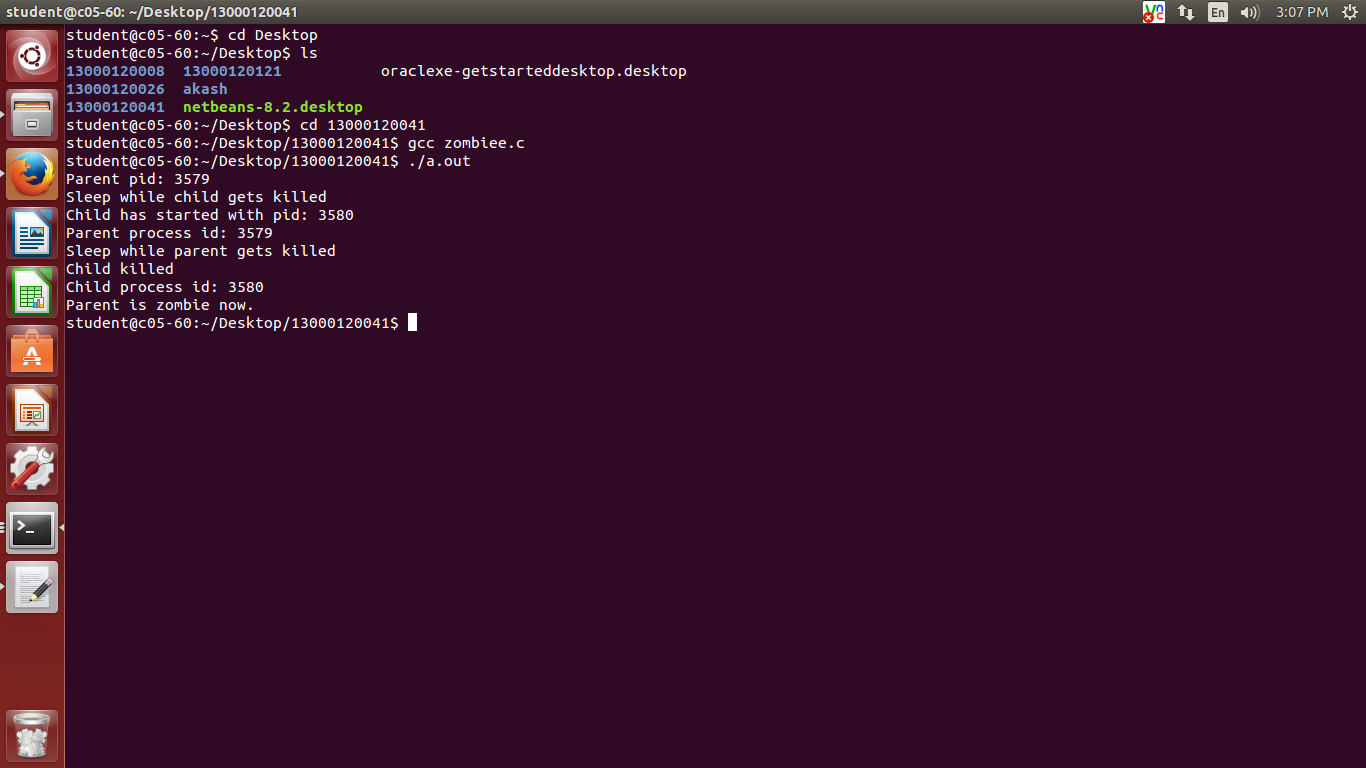 student@c05-60: ~/Desktop/13000120041
En
3:07 PM
student@c05-60:~$ cd Desktop
student@c05-60:~/Desktop$ ls
13000120008  13000120121           oraclexe-getstarteddesktop.desktop
13000120026  akash
13000120041  netbeans-8.2.desktop
student@c05-60:~/Desktop$ cd 13000120041
student@c05-60:~/Desktop/13000120041$ gcc zombiee.c
student@c05-60:~/Desktop/13000120041$ ./a.out
Parent pid: 3579
Sleep while child gets killed
Child has started with pid: 3580
Parent process id: 3579
Sleep while parent gets killed
Child killed
Child process id: 3580
Parent is zombie now.
student@c05-60:~/Desktop/13000120041$